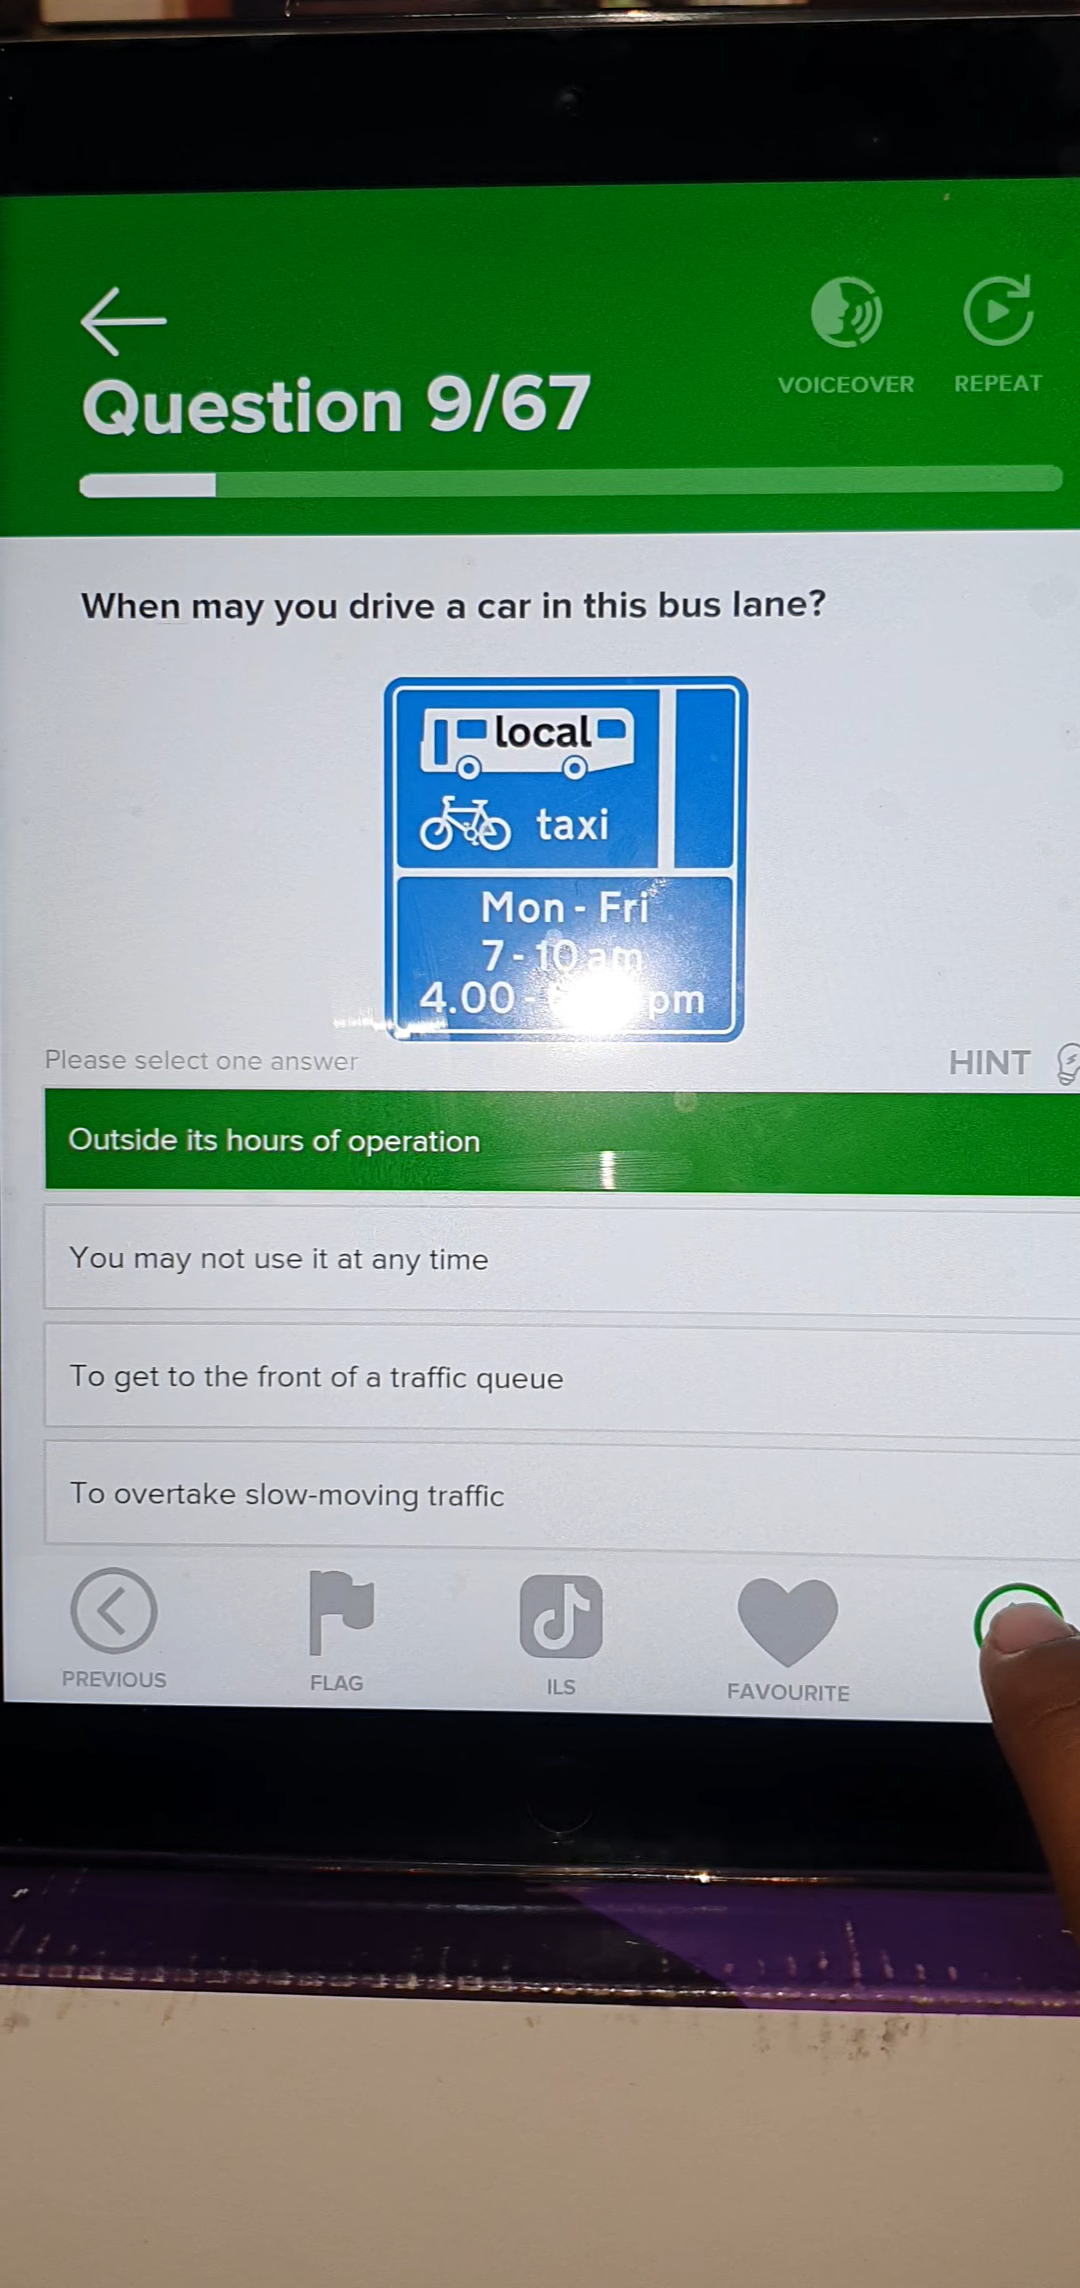 Question 9/67
VOICEOVER
REPEAT
When may you drive a car in this bus lane?
local
taxi
Mon - Fri
7 - 10 am
4.00 - pm
Please select one answer
HINT
Outside its hours of operation
You may not use it at any time
To get to the front of a traffic queue
To overtake slow-moving traffic
PREVIOUS
FLAG
ILS
FAVOURITE